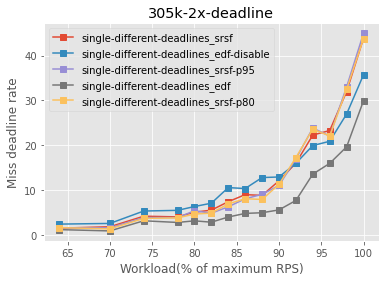 305k-2x-deadline
single-different-deadlines_srsf
single-different-deadlines_edf-disable
single-different-deadlines_srsf-p95
single-different-deadlines_edf
single-different-deadlines_srsf-p80
Miss deadline rate
40
30
20
10
0
65 70 75 80 85 90 95 100
Workload(% of maximum RPS)